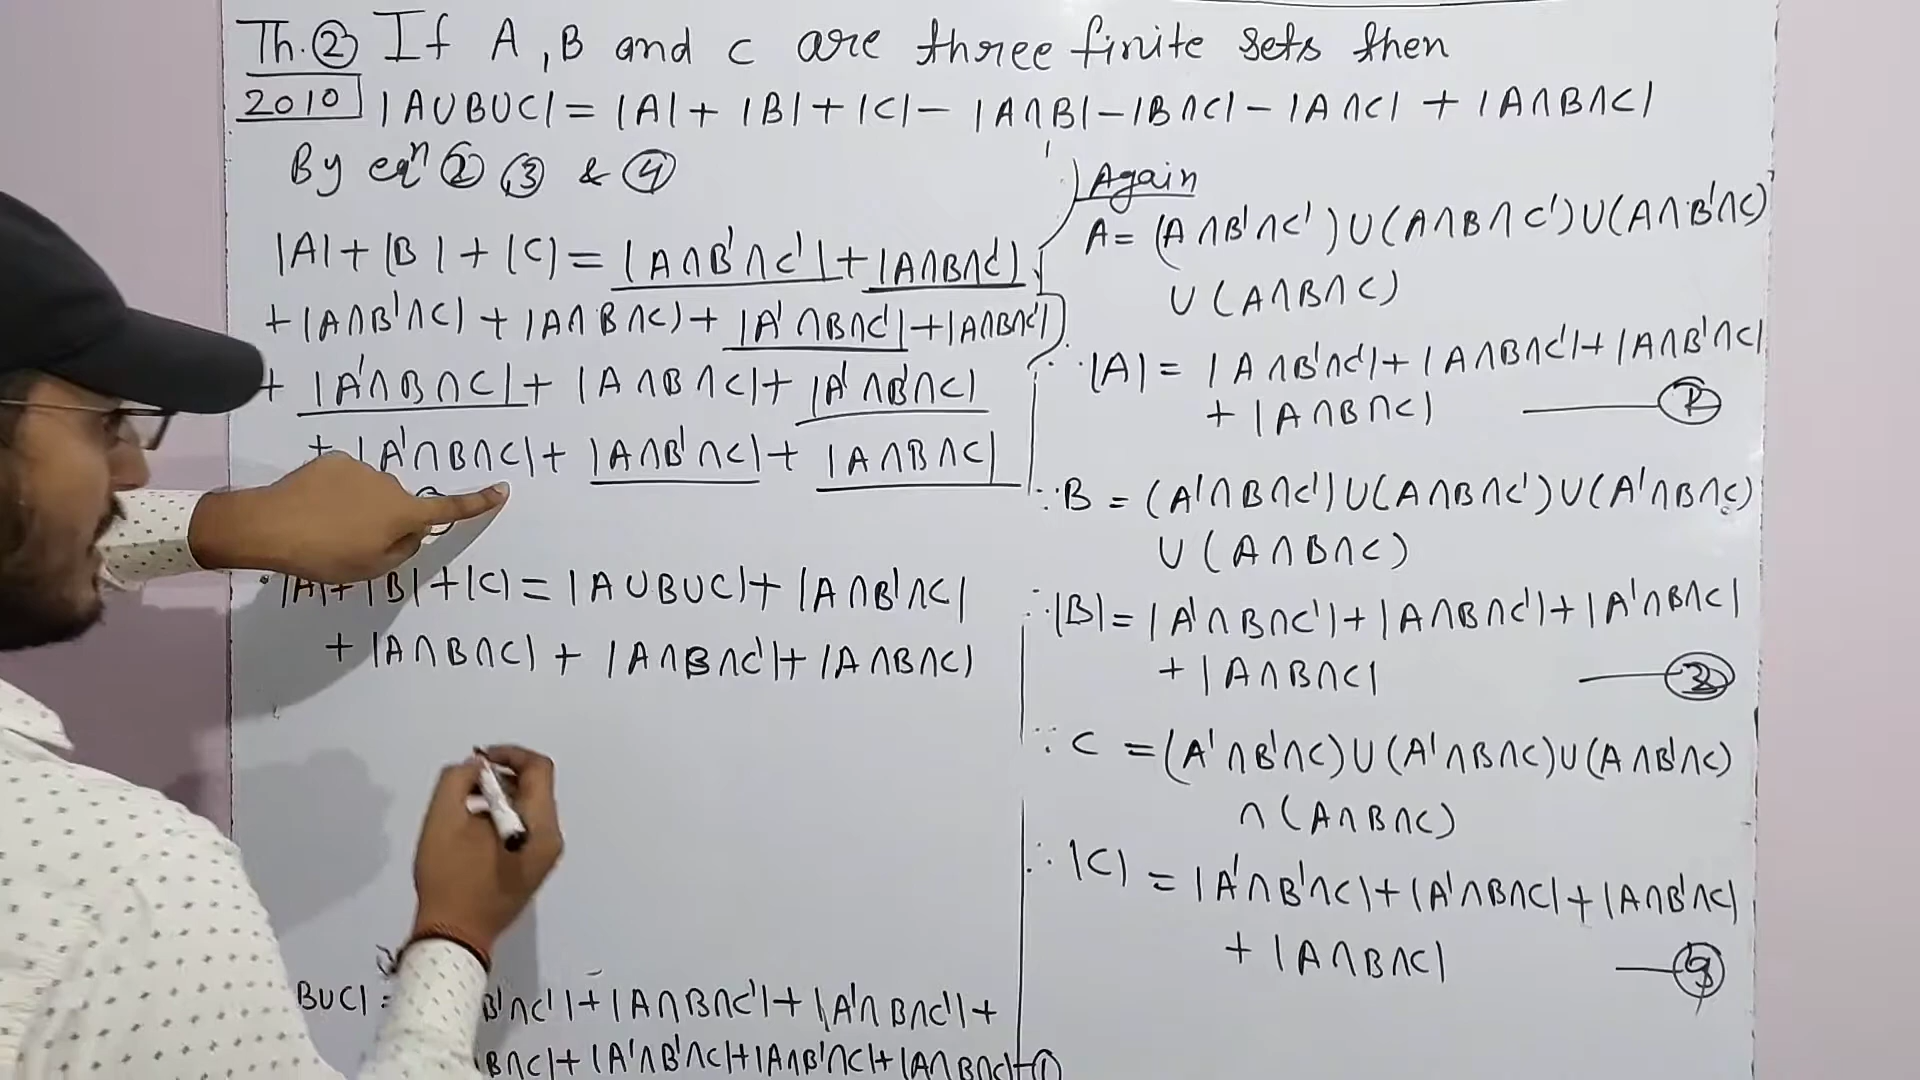 Th.② If A, B and C are three finite sets then
2010 |A∪B∪C| = |A| + |B| + |C| - |A∩B| - |B∩C| - |A∩C| + |A∩B∩C|
By eqⁿ ② ③ & ④
|A| + |B| + |C| = |A∩B'∩C'| + |A∩B∩C'|
+ |A∩B'∩C| + |A∩B∩C| + |A'∩B∩C'| + |A∩B∩C'|
+ |A'∩B∩C| + |A∩B∩C| + |A'∩B'∩C|
+ |A'∩B∩C| + |A∩B'∩C| + |A∩B∩C|
|A| + |B| + |C| = |A∪B∪C| + |A∩B'∩C|
+ |A∩B∩C| + |A∩B∩C'| + |A∩B∩C|
B∪C| =
B'∩C'| + |A∩B∩C'| + |A'∩B∩C'| +
B∩C| + |A'∩B'∩C| + |A∩B'∩C| + |A∩B∩C| —①
Again
A = (A∩B'∩C')∪(A∩B∩C')∪(A∩B'∩C)
∪(A∩B∩C)
∴ |A| = |A∩B'∩C'| + |A∩B∩C'| + |A∩B'∩C|
+ |A∩B∩C| —②
∵ B = (A'∩B∩C')∪(A∩B∩C')∪(A'∩B∩C)
∪(A∩B∩C)
∴ |B| = |A'∩B∩C'| + |A∩B∩C'| + |A'∩B∩C|
+ |A∩B∩C| —③
∵ C = (A'∩B'∩C)∪(A'∩B∩C)∪(A∩B'∩C)
∩(A∩B∩C)
∴ |C| = |A'∩B'∩C| + |A'∩B∩C| + |A∩B'∩C|
+ |A∩B∩C| —④